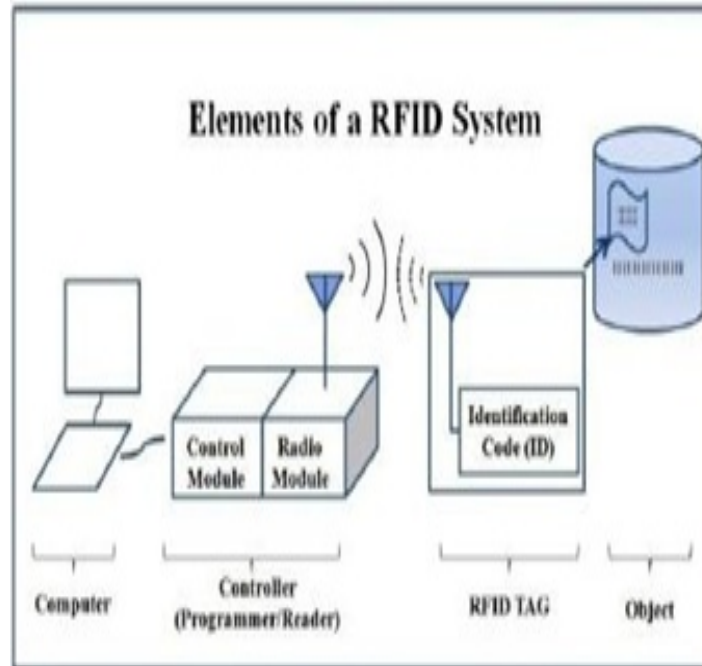 Elements of a RFID System
Control
Module
Radio
Module
Identification
Code (ID)
Computer
Controller
(Programmer/Reader)
RFID TAG
Object